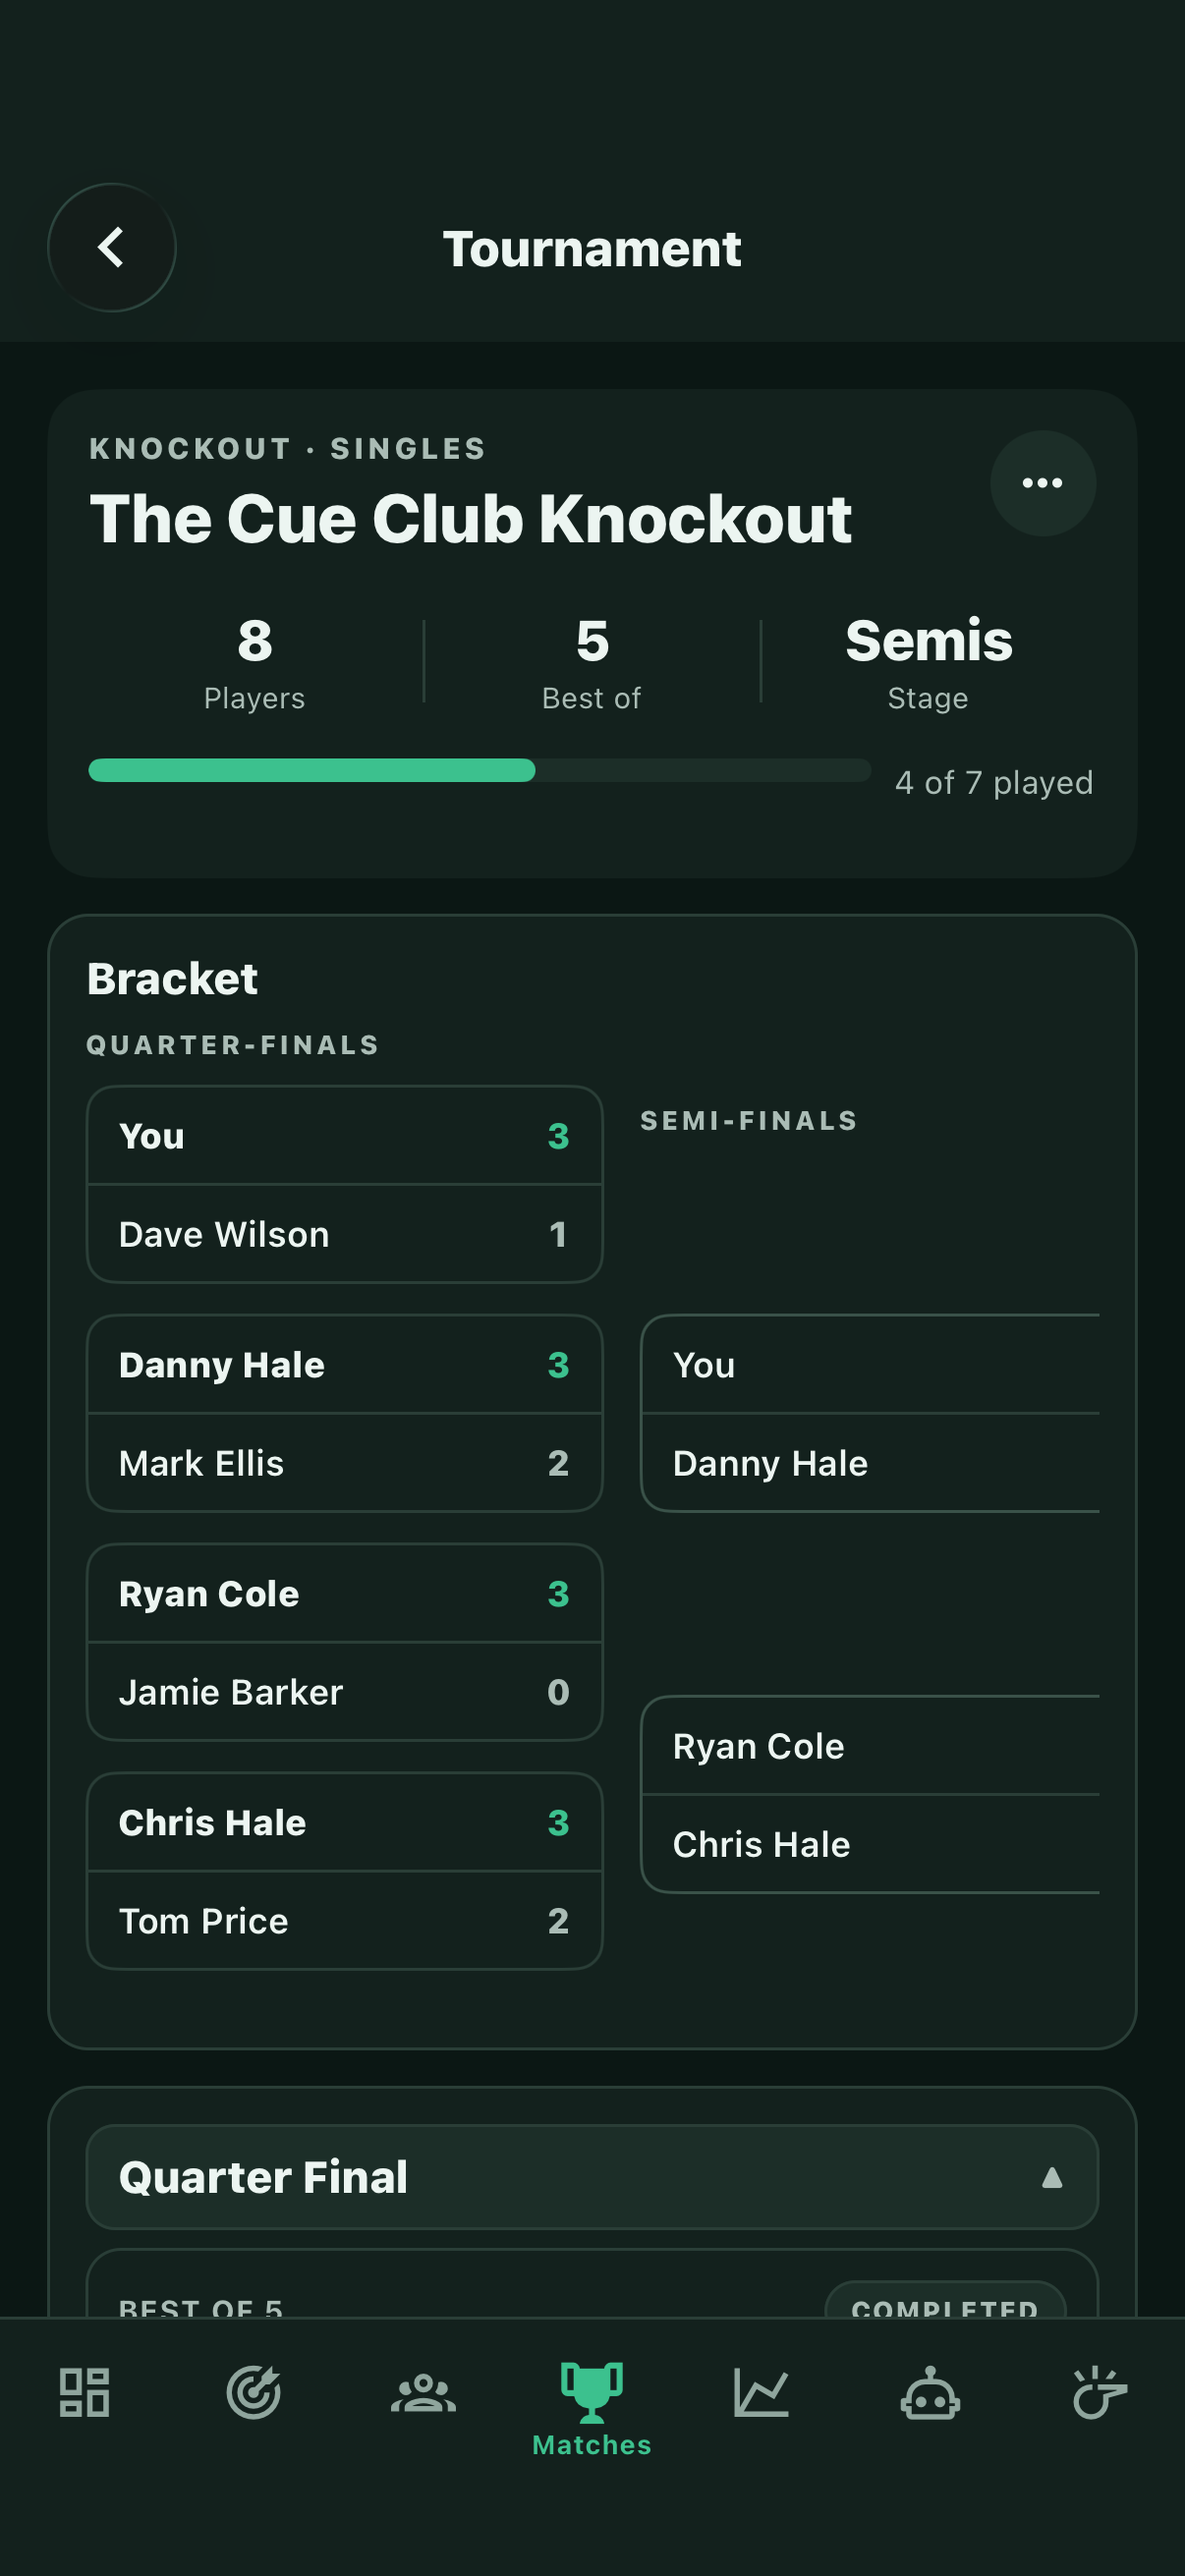 Tournament
KNOCKOUT · SINGLES
The Cue Club Knockout
8
Players
5
Best of
Semis
Stage
4 of 7 played
Bracket
QUARTER-FINALS
You 3
Dave Wilson 1
Danny Hale 3
Mark Ellis 2
Ryan Cole 3
Jamie Barker 0
Chris Hale 3
Tom Price 2
SEMI-FINALS
You
Danny Hale
Ryan Cole
Chris Hale
Quarter Final
BEST OF 5
COMPLETED
Matches